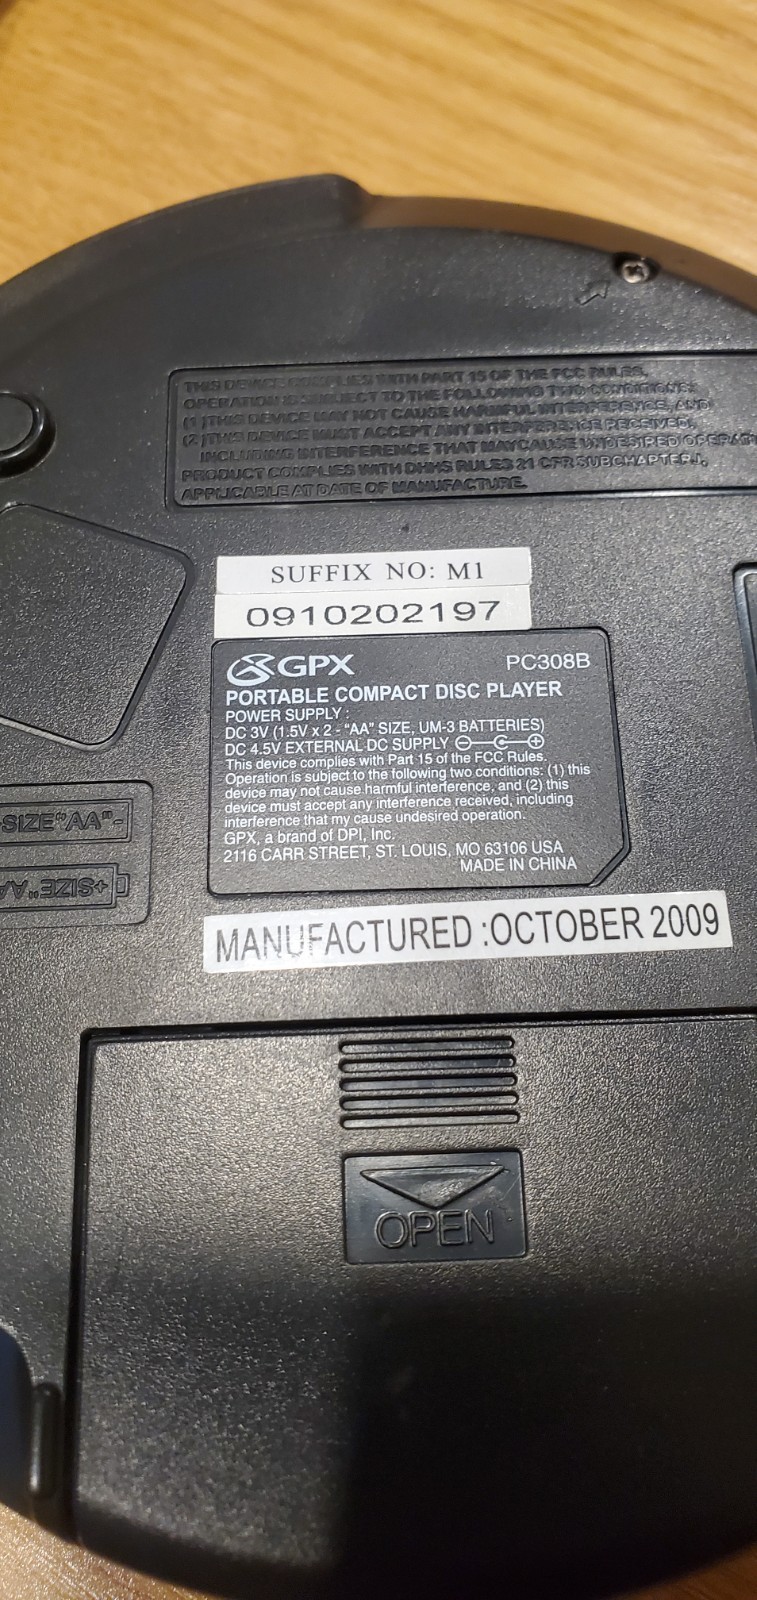 THIS DEVICE COMPLIES WITH PART 15 OF THE FCC RULES.
OPERATION IS SUBJECT TO THE FOLLOWING TWO CONDITIONS:
(1)THIS DEVICE MAY NOT CAUSE HARMFUL INTERFERENCE, AND
(2)THIS DEVICE MUST ACCEPT ANY INTERFERENCE RECEIVED,
INCLUDING INTERFERENCE THAT MAY CAUSE UNDESIRED
PRODUCT COMPLIES WITH DHHS RULES 21 CFR SUBCHAPTER J,
APPLICABLE AT DATE OF MANUFACTURE.
SUFFIX NO: M1
0910202197
GPX PC308B
PORTABLE COMPACT DISC PLAYER
POWER SUPPLY :
DC 3V (1.5V x 2 - "AA" SIZE, UM-3 BATTERIES)
DC 4.5V EXTERNAL DC SUPPLY
This device complies with Part 15 of the FCC Rules.
Operation is subject to the following two conditions: (1) this
device may not cause harmful interference, and (2) this
device must accept any interference received, including
interference that my cause undesired operation.
GPX, a brand of DPI, Inc.
2116 CARR STREET, ST. LOUIS, MO 63106 USA
MADE IN CHINA
SIZE"AA"-
+SIZE"AA
MANUFACTURED :OCTOBER 2009
OPEN